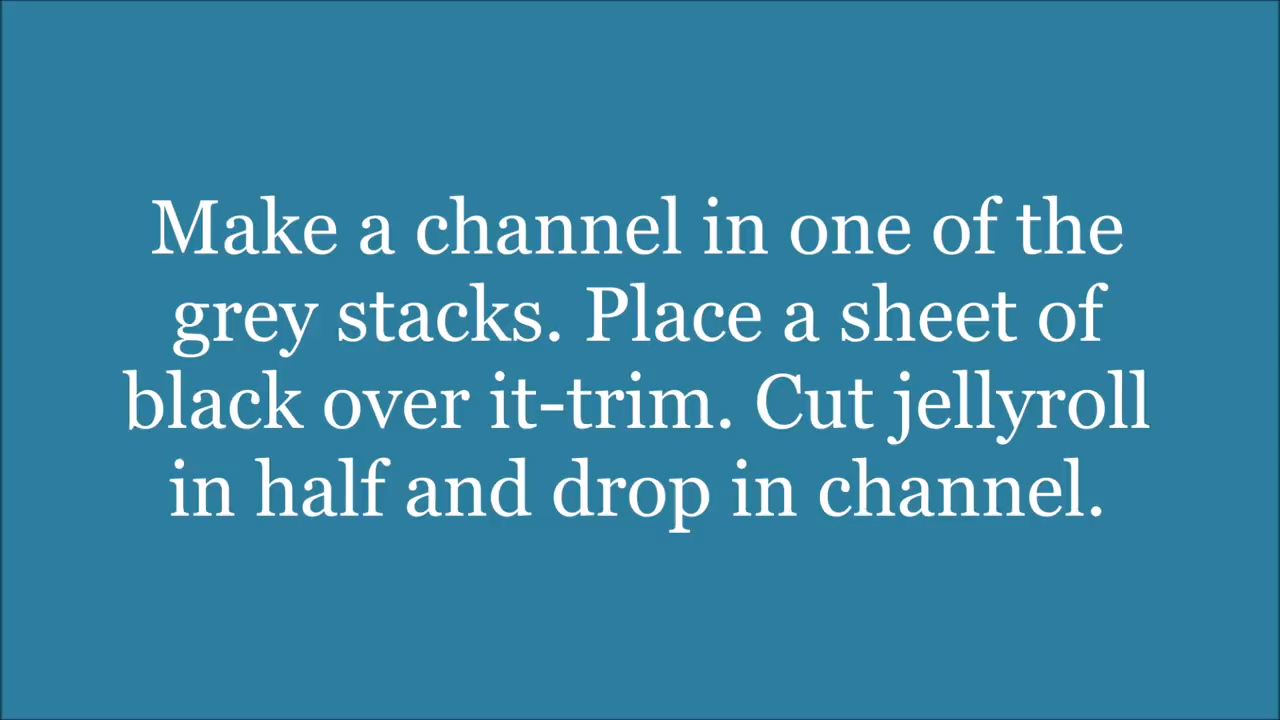 Make a channel in one of the
grey stacks. Place a sheet of
black over it-trim. Cut jellyroll
in half and drop in channel.